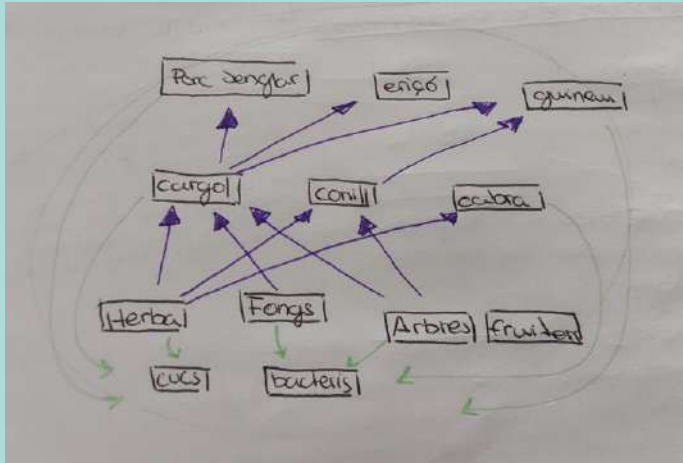 Porc Senglar
eriçó
guineu
cargol
conill
cabra
Herba
Fongs
Arbres fruiters
cucs
bacteris